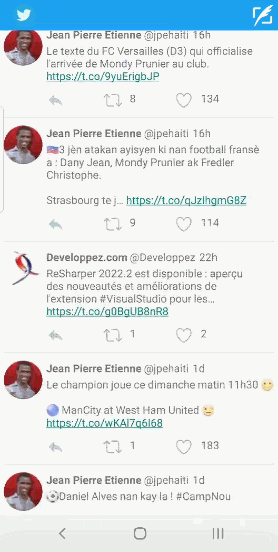 Jean Pierre Etienne @jpehaiti 16h
Le texte du FC Versailles (D3) qui officialise
l'arrivée de Mondy Prunier au club.
https://t.co/9yuErigbJP
8 134
Jean Pierre Etienne @jpehaiti 16h
🇭🇹3 jèn atakan ayisyen ki nan football fransè
a : Dany Jean, Mondy Prunier ak Fredler
Christophe.
Strasbourg te j... https://t.co/qJzlhgmG8Z
9 114
Developpez.com @Developpez 22h
ReSharper 2022.2 est disponible : aperçu
des nouveautés et améliorations de
l'extension #VisualStudio pour les...
https://t.co/g0BgUB8nR8
1 2
Jean Pierre Etienne @jpehaiti 1d
Le champion joue ce dimanche matin 11h30
ManCity at West Ham United
https://t.co/wKAl7q6I68
1 183
Jean Pierre Etienne @jpehaiti 1d
⚽Daniel Alves nan kay la ! #CampNou